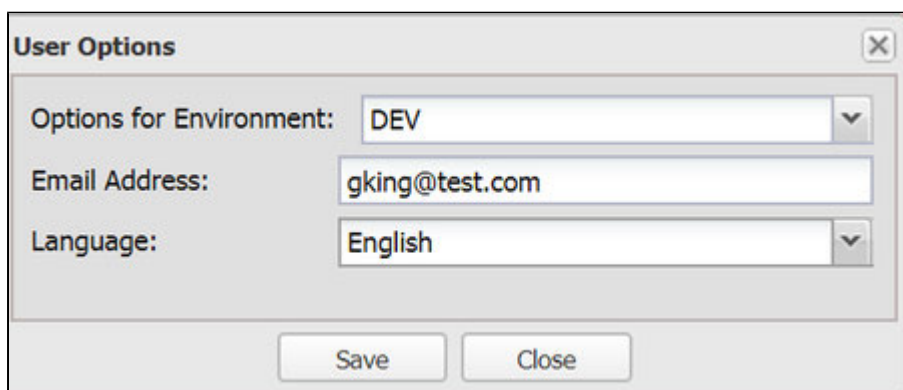 User Options
Options for Environment: DEV
Email Address: gking@test.com
Language: English
Save Close